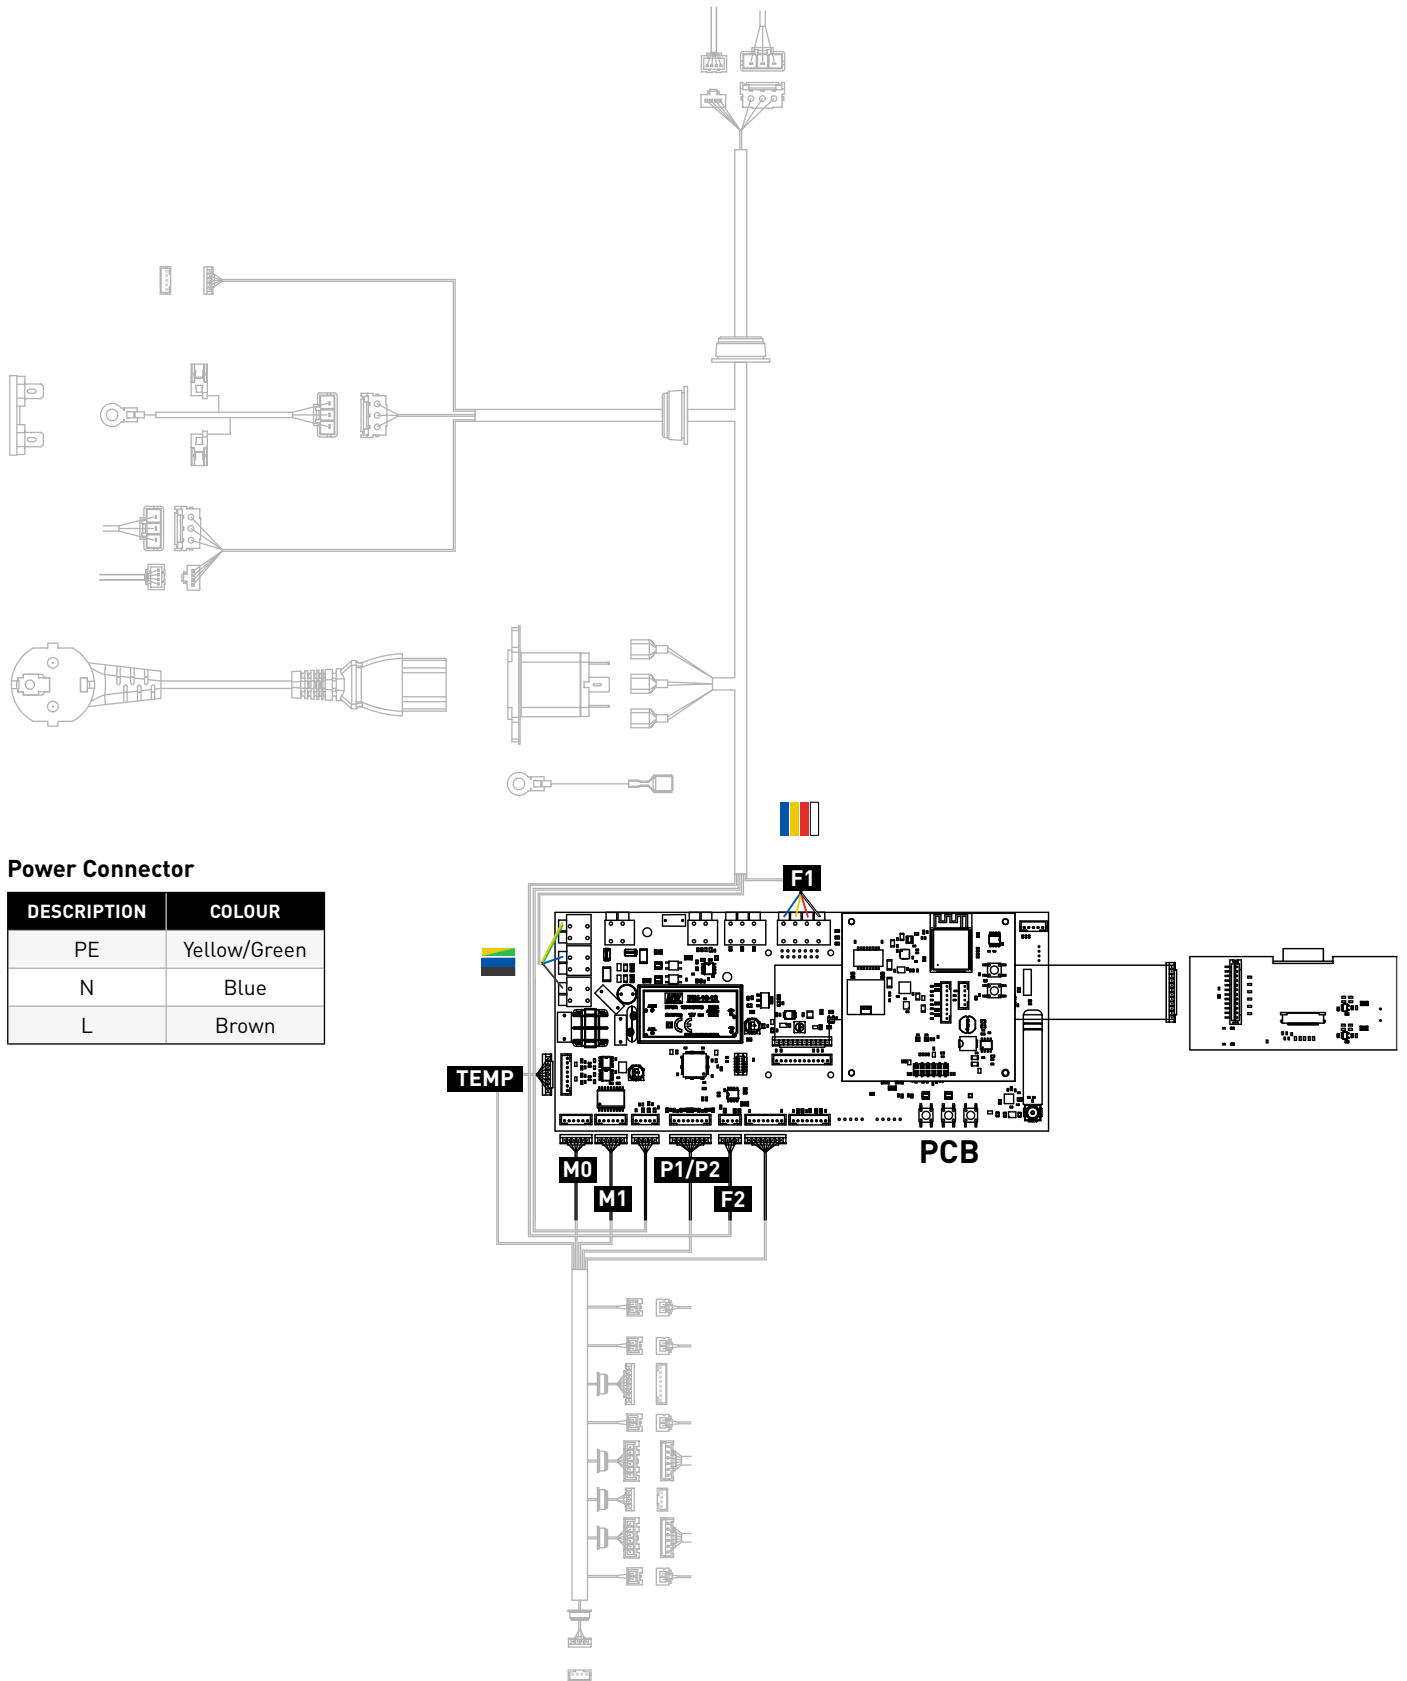 F1
Power Connector
DESCRIPTION COLOUR
PE Yellow/Green
N Blue
L Brown
TEMP
PCB
M0
P1/P2
M1
F2